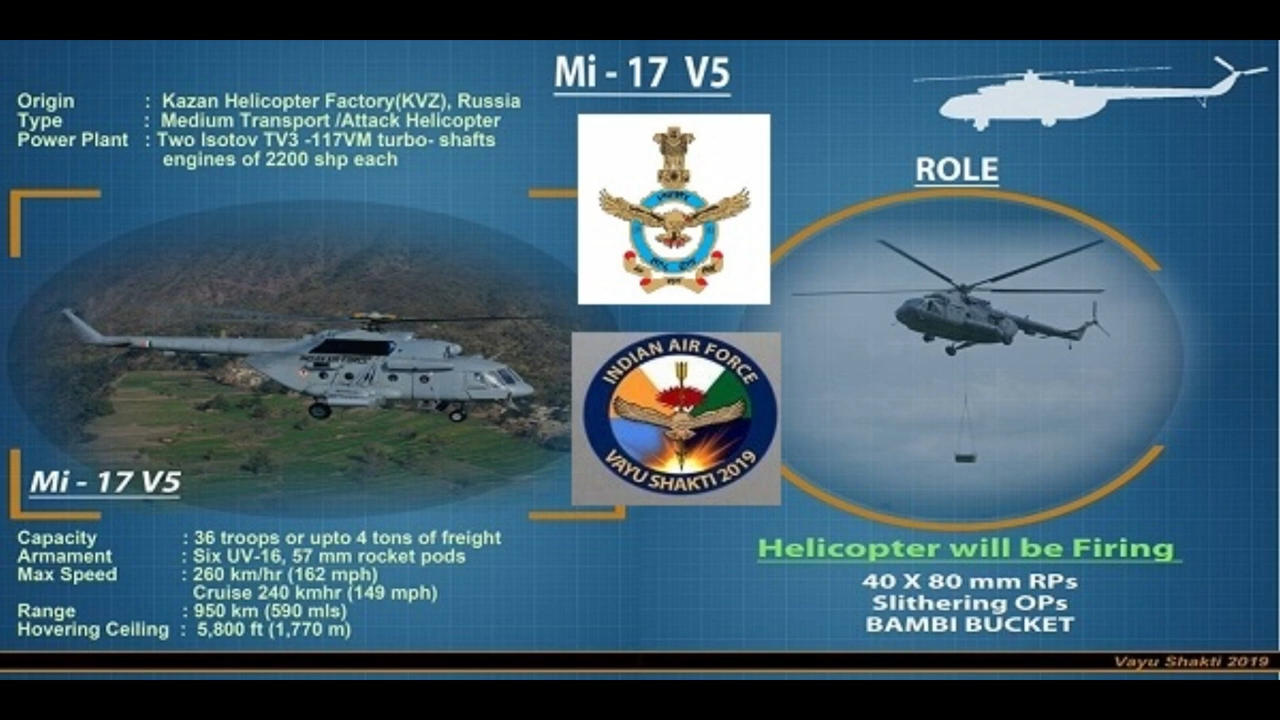 Mi - 17 V5
Origin : Kazan Helicopter Factory(KVZ), Russia
Type : Medium Transport /Attack Helicopter
Power Plant : Two Isotov TV3 -117VM turbo- shafts
engines of 2200 shp each
INDIAN AIR FORCE
Mi - 17 V5
Capacity : 36 troops or upto 4 tons of freight
Armament : Six UV-16, 57 mm rocket pods
Max Speed : 260 km/hr (162 mph)
Cruise 240 kmhr (149 mph)
Range : 950 km (590 mls)
Hovering Ceiling : 5,800 ft (1,770 m)
INDIAN AIR FORCE
VAYU SHAKTI 2019
ROLE
Helicopter will be Firing
40 X 80 mm RPs
Slithering OPs
BAMBI BUCKET
Vayu Shakti 2019